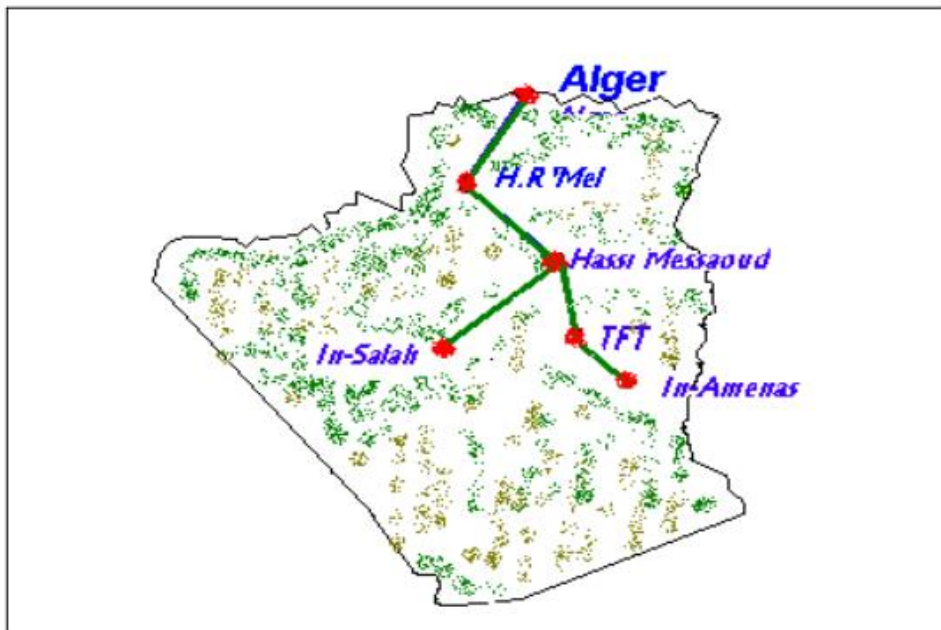 Alger
H.R'Mel
Hassi Messaoud
TFT
In-Salah
In-Amenas